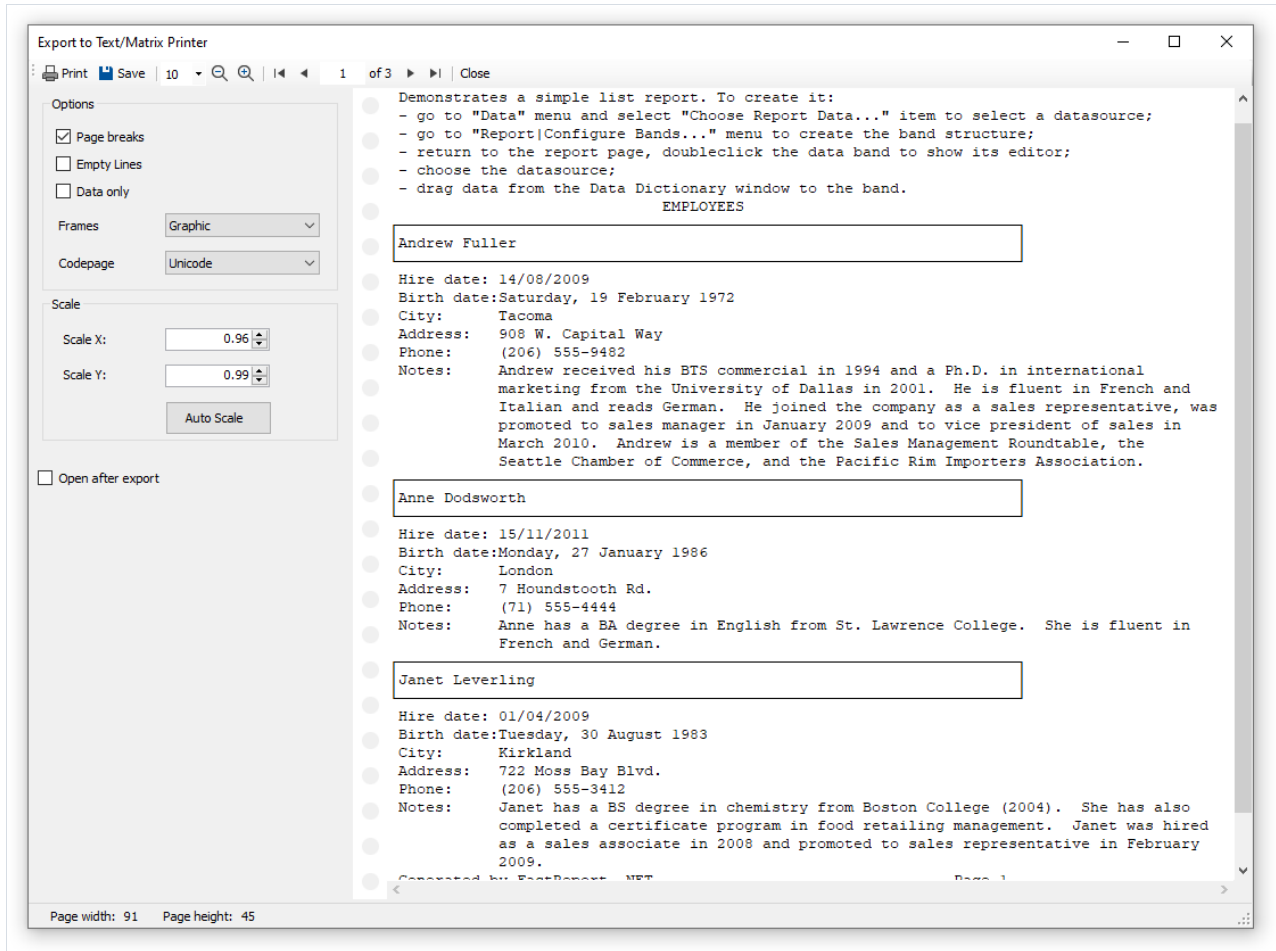 Export to Text/Matrix Printer
Print Save 10 1 of 3 Close
Options
Page breaks
Empty Lines
Data only
Frames Graphic
Codepage Unicode
Scale
Scale X: 0.96
Scale Y: 0.99
Auto Scale
Open after export
Demonstrates a simple list report. To create it:
- go to "Data" menu and select "Choose Report Data..." item to select a datasource;
- go to "Report|Configure Bands..." menu to create the band structure;
- return to the report page, doubleclick the data band to show its editor;
- choose the datasource;
- drag data from the Data Dictionary window to the band.
EMPLOYEES
Andrew Fuller
Hire date: 14/08/2009
Birth date:Saturday, 19 February 1972
City: Tacoma
Address: 908 W. Capital Way
Phone: (206) 555-9482
Notes: Andrew received his BTS commercial in 1994 and a Ph.D. in international
marketing from the University of Dallas in 2001. He is fluent in French and
Italian and reads German. He joined the company as a sales representative, was
promoted to sales manager in January 2009 and to vice president of sales in
March 2010. Andrew is a member of the Sales Management Roundtable, the
Seattle Chamber of Commerce, and the Pacific Rim Importers Association.
Anne Dodsworth
Hire date: 15/11/2011
Birth date:Monday, 27 January 1986
City: London
Address: 7 Houndstooth Rd.
Phone: (71) 555-4444
Notes: Anne has a BA degree in English from St. Lawrence College. She is fluent in
French and German.
Janet Leverling
Hire date: 01/04/2009
Birth date:Tuesday, 30 August 1983
City: Kirkland
Address: 722 Moss Bay Blvd.
Phone: (206) 555-3412
Notes: Janet has a BS degree in chemistry from Boston College (2004). She has also
completed a certificate program in food retailing management. Janet was hired
as a sales associate in 2008 and promoted to sales representative in February
2009.
Generated by FastReport .NET Page 1
Page width: 91 Page height: 45